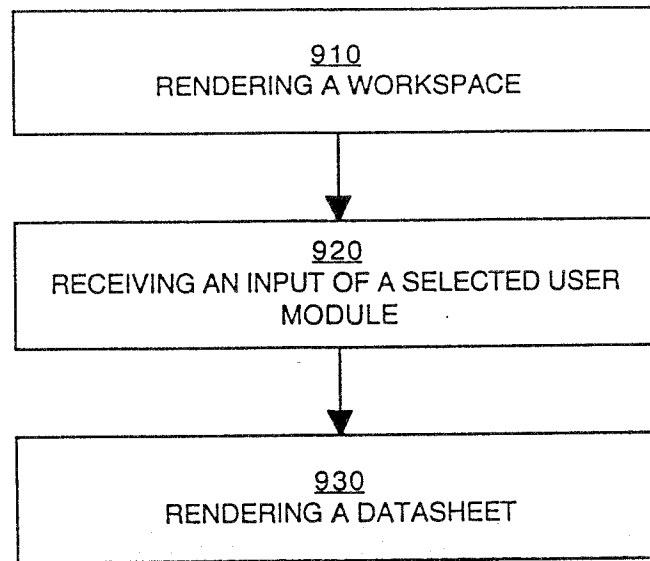 910
RENDERING A WORKSPACE
920
RECEIVING AN INPUT OF A SELECTED USER
MODULE
930
RENDERING A DATASHEET